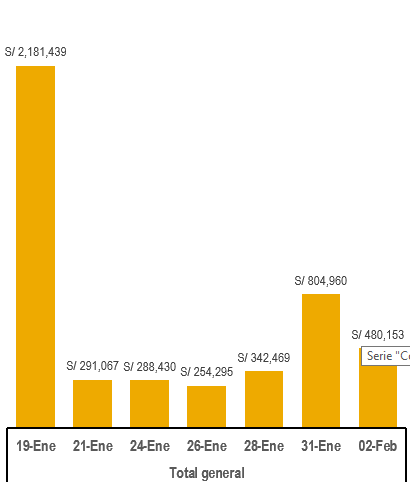 S/ 2,181,439
S/ 804,960
S/ 480,153
S/ 342,469
S/ 291,067
S/ 288,430
S/ 254,295
Serie "C
19-Ene 21-Ene 24-Ene 26-Ene 28-Ene 31-Ene 02-Feb
Total general